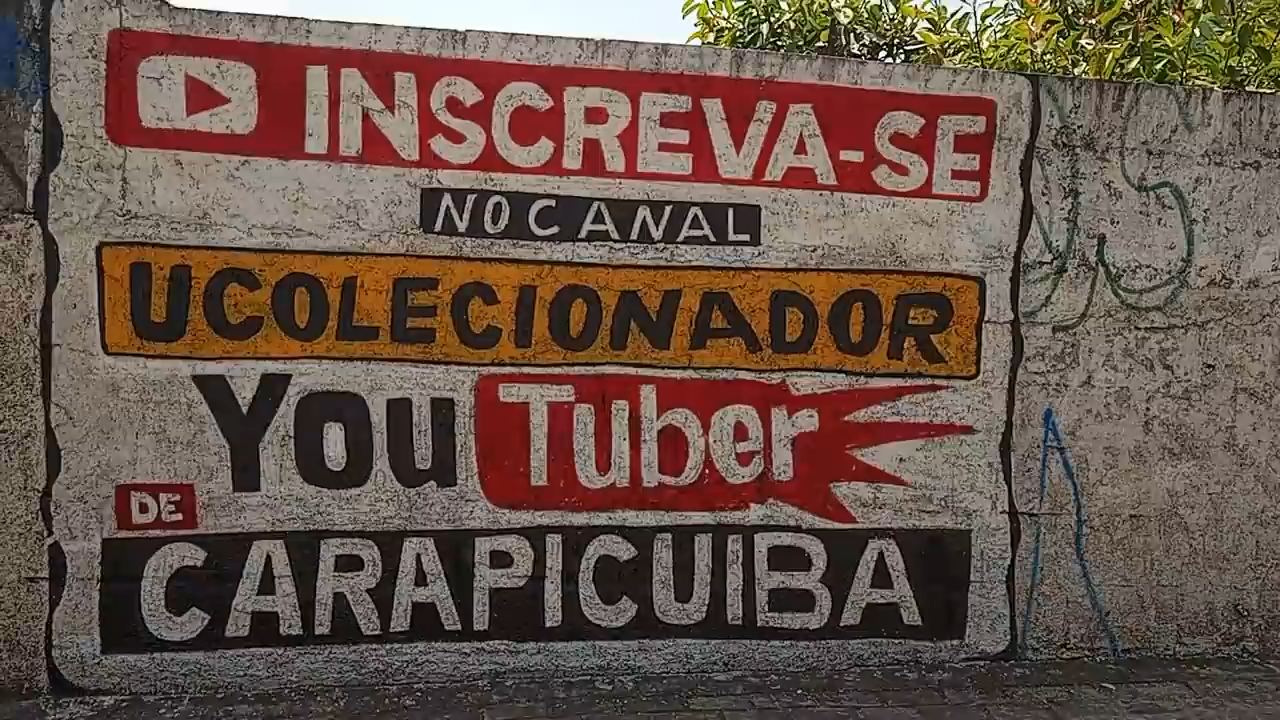 INSCREVA-SE
NO CANAL
UCOLECIONADOR
YouTuber
DE
CARAPICUIBA